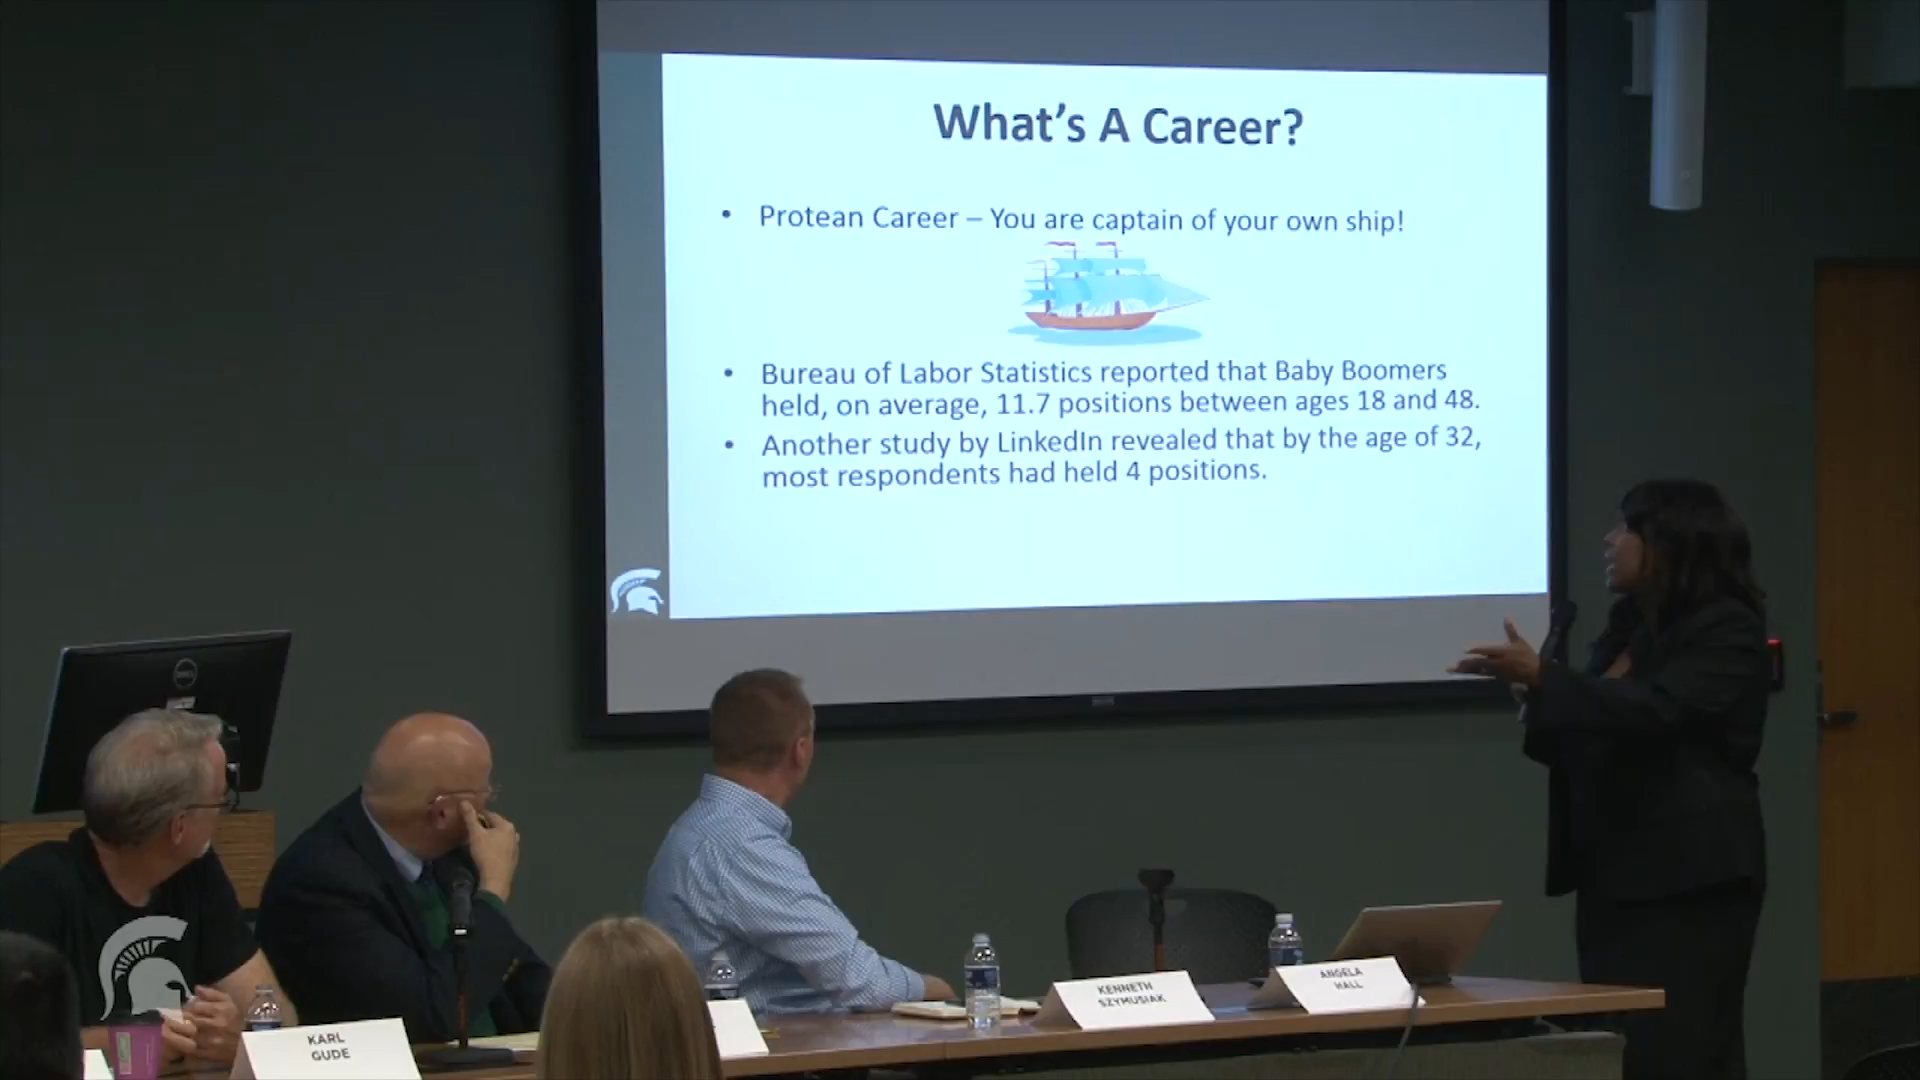 What's A Career?
• Protean Career – You are captain of your own ship!
• Bureau of Labor Statistics reported that Baby Boomers
held, on average, 11.7 positions between ages 18 and 48.
• Another study by LinkedIn revealed that by the age of 32,
most respondents had held 4 positions.
DELL
KARL
GUDE
KENNETH
SZYMUSIAK
ANGELA
HALL